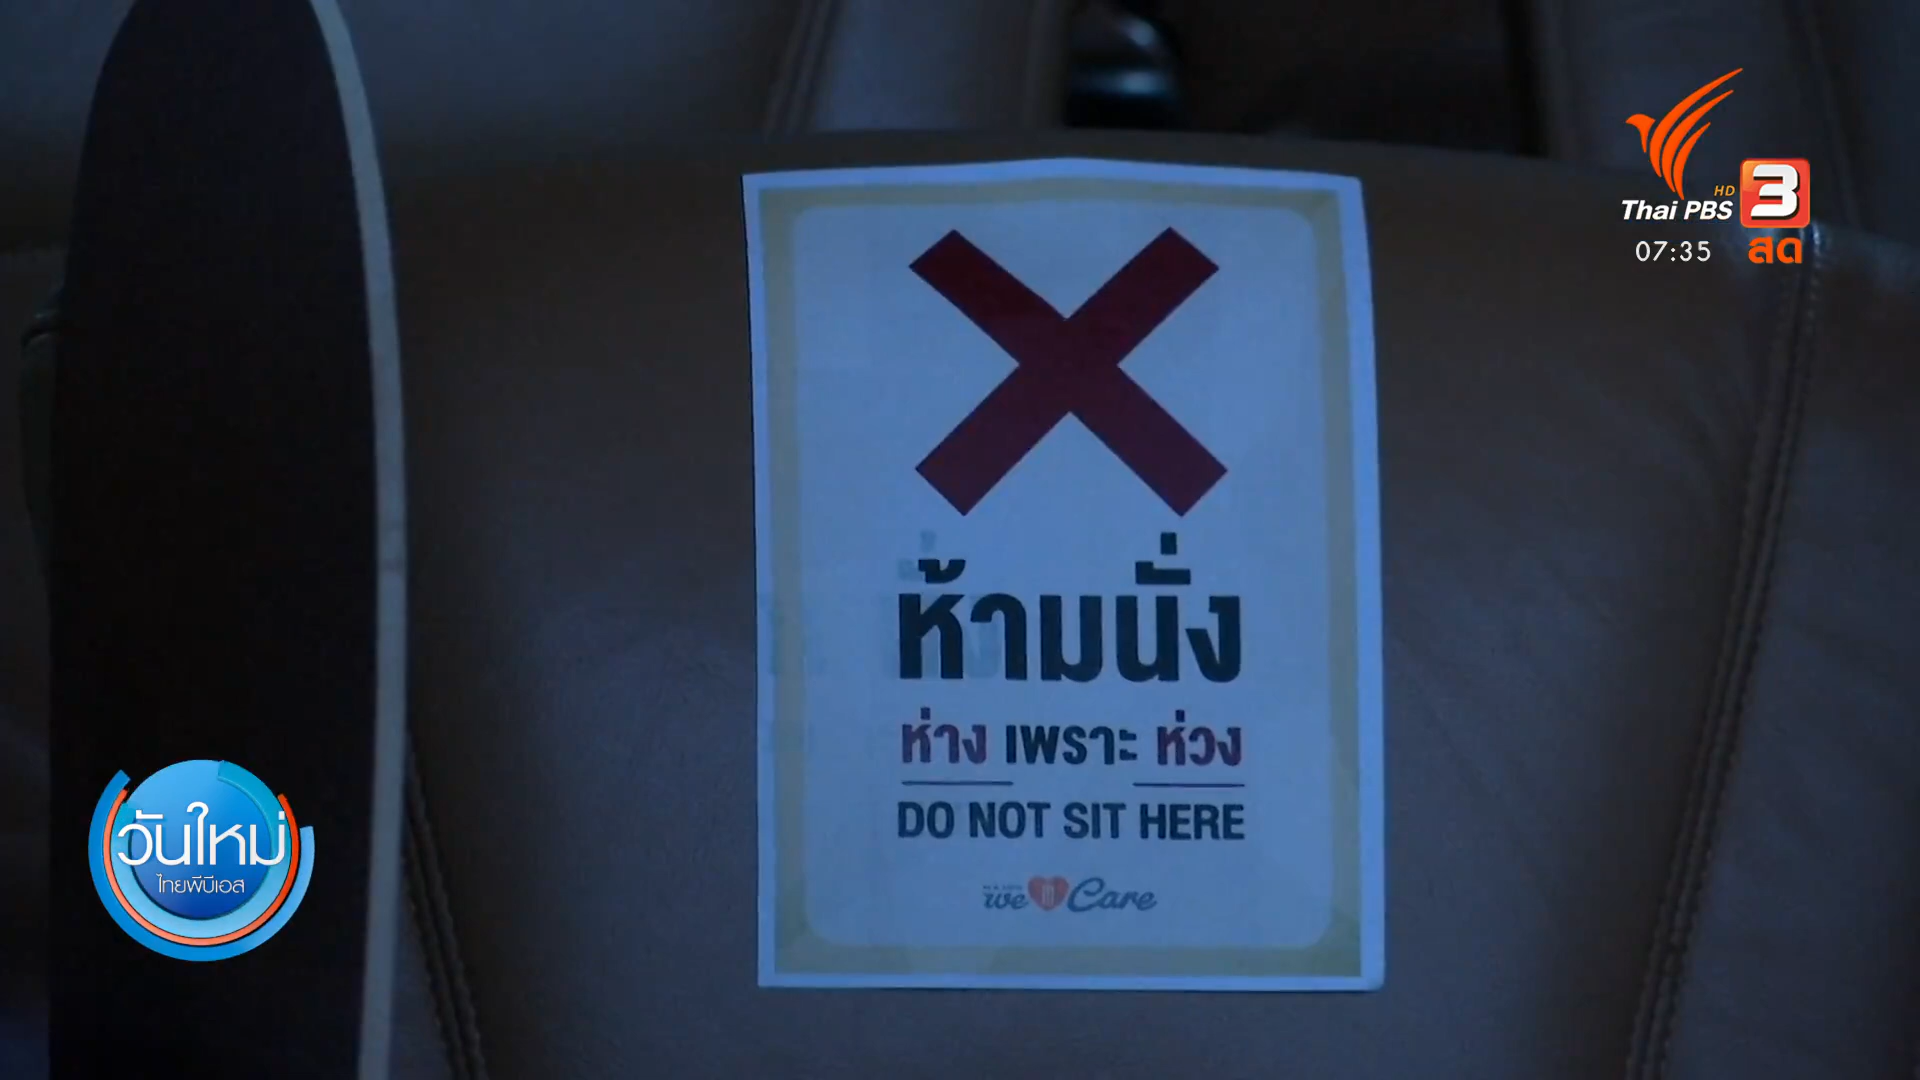 HD
Thai PBS 3
07:35 สด
ห้ามนั่ง
ห่าง เพราะ ห่วง
DO NOT SIT HERE
we Care
วันใหม่
ไทยพีบีเอส